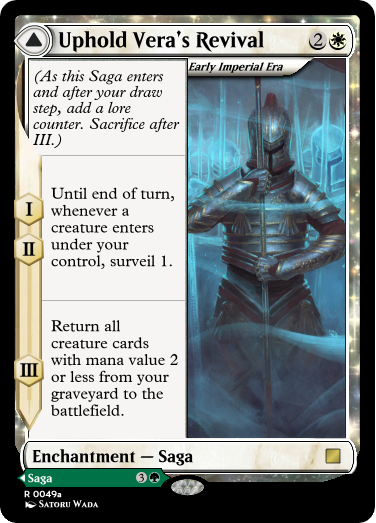 Uphold Vera's Revival 2
Early Imperial Era
(As this Saga enters
and after your draw
step, add a lore
counter. Sacrifice after
III.)
I
II
Until end of turn,
whenever a
creature enters
under your
control, surveil 1.
III
Return all
creature cards
with mana value 2
or less from your
graveyard to the
battlefield.
Enchantment — Saga
Saga 3
R 0049a
Satoru Wada